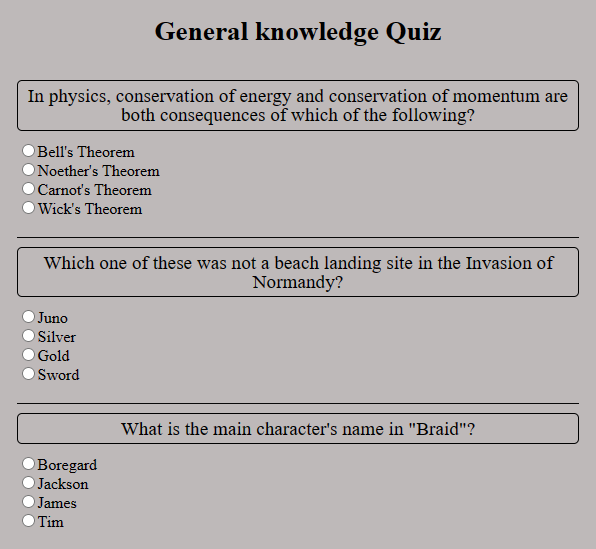 General knowledge Quiz
In physics, conservation of energy and conservation of momentum are
both consequences of which of the following?
Bell's Theorem
Noether's Theorem
Carnot's Theorem
Wick's Theorem
Which one of these was not a beach landing site in the Invasion of
Normandy?
Juno
Silver
Gold
Sword
What is the main character's name in "Braid"?
Boregard
Jackson
James
Tim